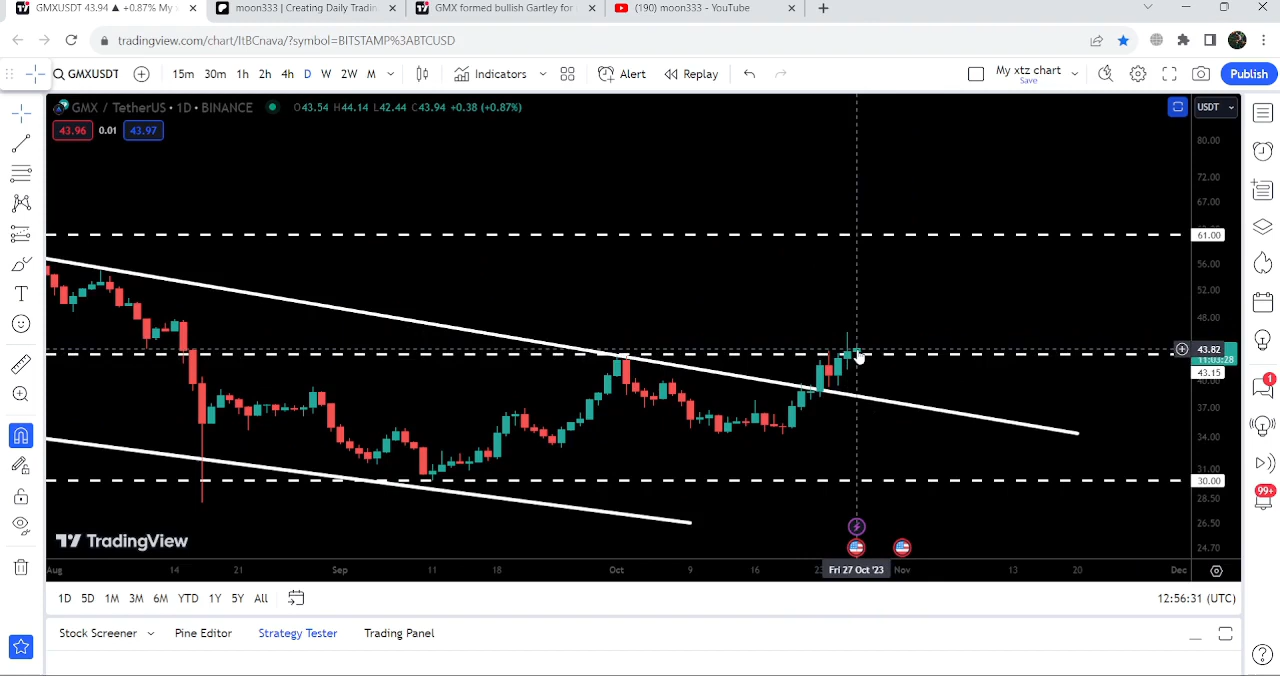 GMXUSDT 43.94 ▲ +0.87% My × moon333 | Creating Daily Tradin × GMX formed bullish Gartley for × (190) moon333 - YouTube × +
tradingview.com/chart/ItBCnava/?symbol=BITSTAMP%3ABTCUSD
GMXUSDT 15m 30m 1h 2h 4h D W 2W M Indicators Alert Replay My xtz chart Publish
Save
GMX / TetherUS • 1D • BINANCE O43.54 H44.14 L42.44 C43.94 +0.38 (+0.87%) USDT
43.96 0.01 43.97
80.00
72.00
67.00
61.00
56.00
52.00
48.00
43.82
11:03:28
43.15
40.00
37.00
34.00
31.00
30.00
28.50
26.50
24.70
TradingView
Aug 14 21 Sep 11 18 Oct 9 16 23 Fri 27 Oct '23 Nov 13 20 Dec
1D 5D 1M 3M 6M YTD 1Y 5Y All 12:56:31 (UTC)
Stock Screener Pine Editor Strategy Tester Trading Panel
1
99+